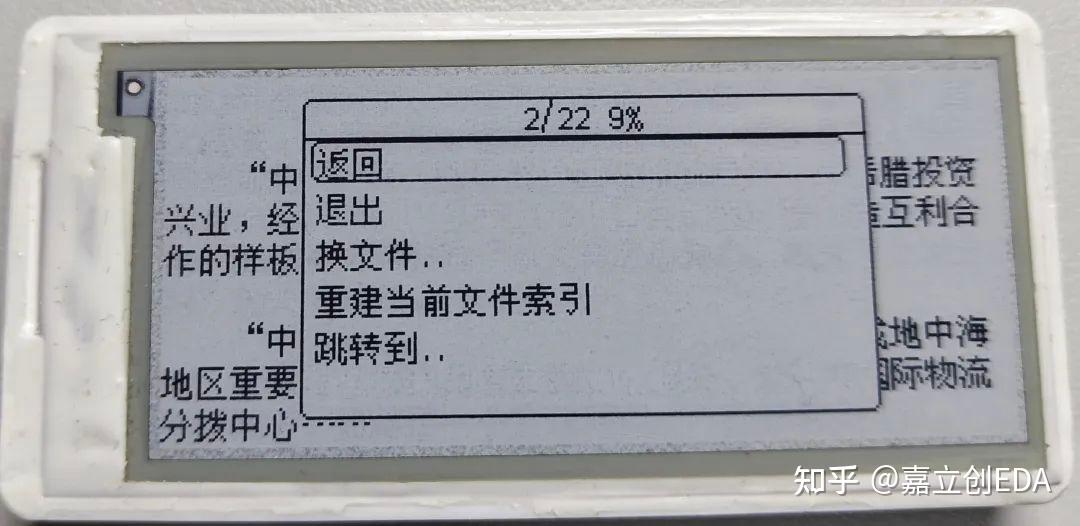 2/22 9%
返回
退出
换文件..
重建当前文件索引
跳转到..
“中
腊投资
兴业，经
互利合
作的样板
“中
地中海
地区重要
国际物流
分拨中心……
知乎 @嘉立创EDA